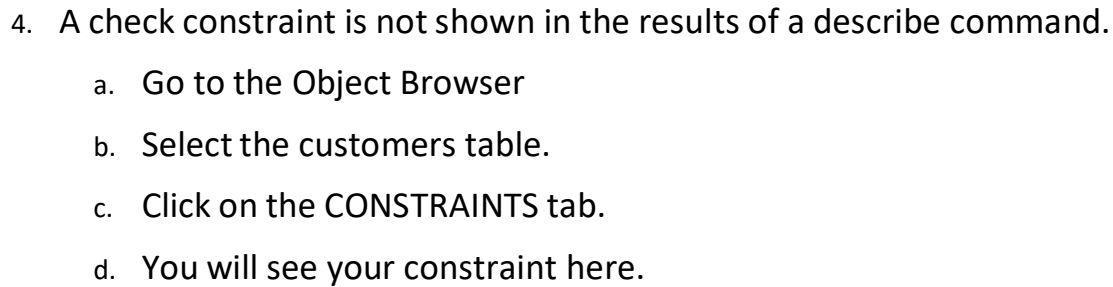 4. A check constraint is not shown in the results of a describe command.
a. Go to the Object Browser
b. Select the customers table.
c. Click on the CONSTRAINTS tab.
d. You will see your constraint here.